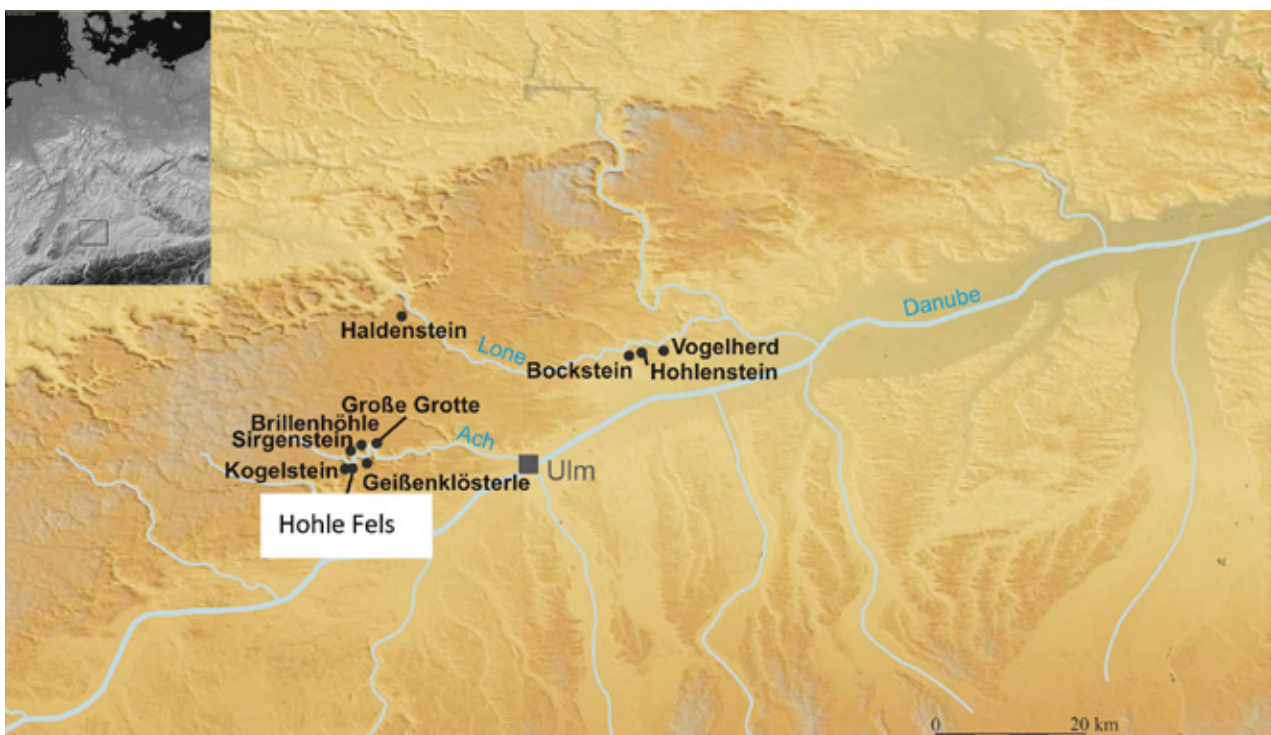 Danube
Haldenstein
Lone
Vogelherd
Bockstein
Hohlenstein
Große Grotte
Brillenhöhle
Sirgenstein
Ach
Kogelstein
Geißenklösterle
Ulm
Hohle Fels
0 20 km